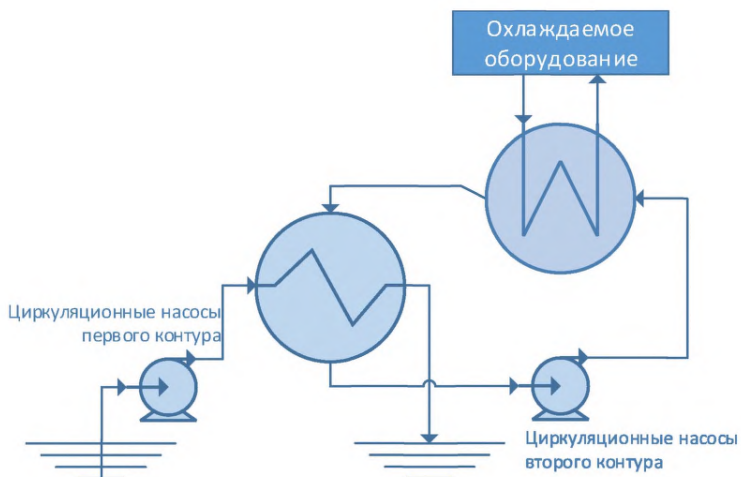 Охлаждаемое
оборудование
Циркуляционные насосы
первого контура
Циркуляционные насосы
второго контура